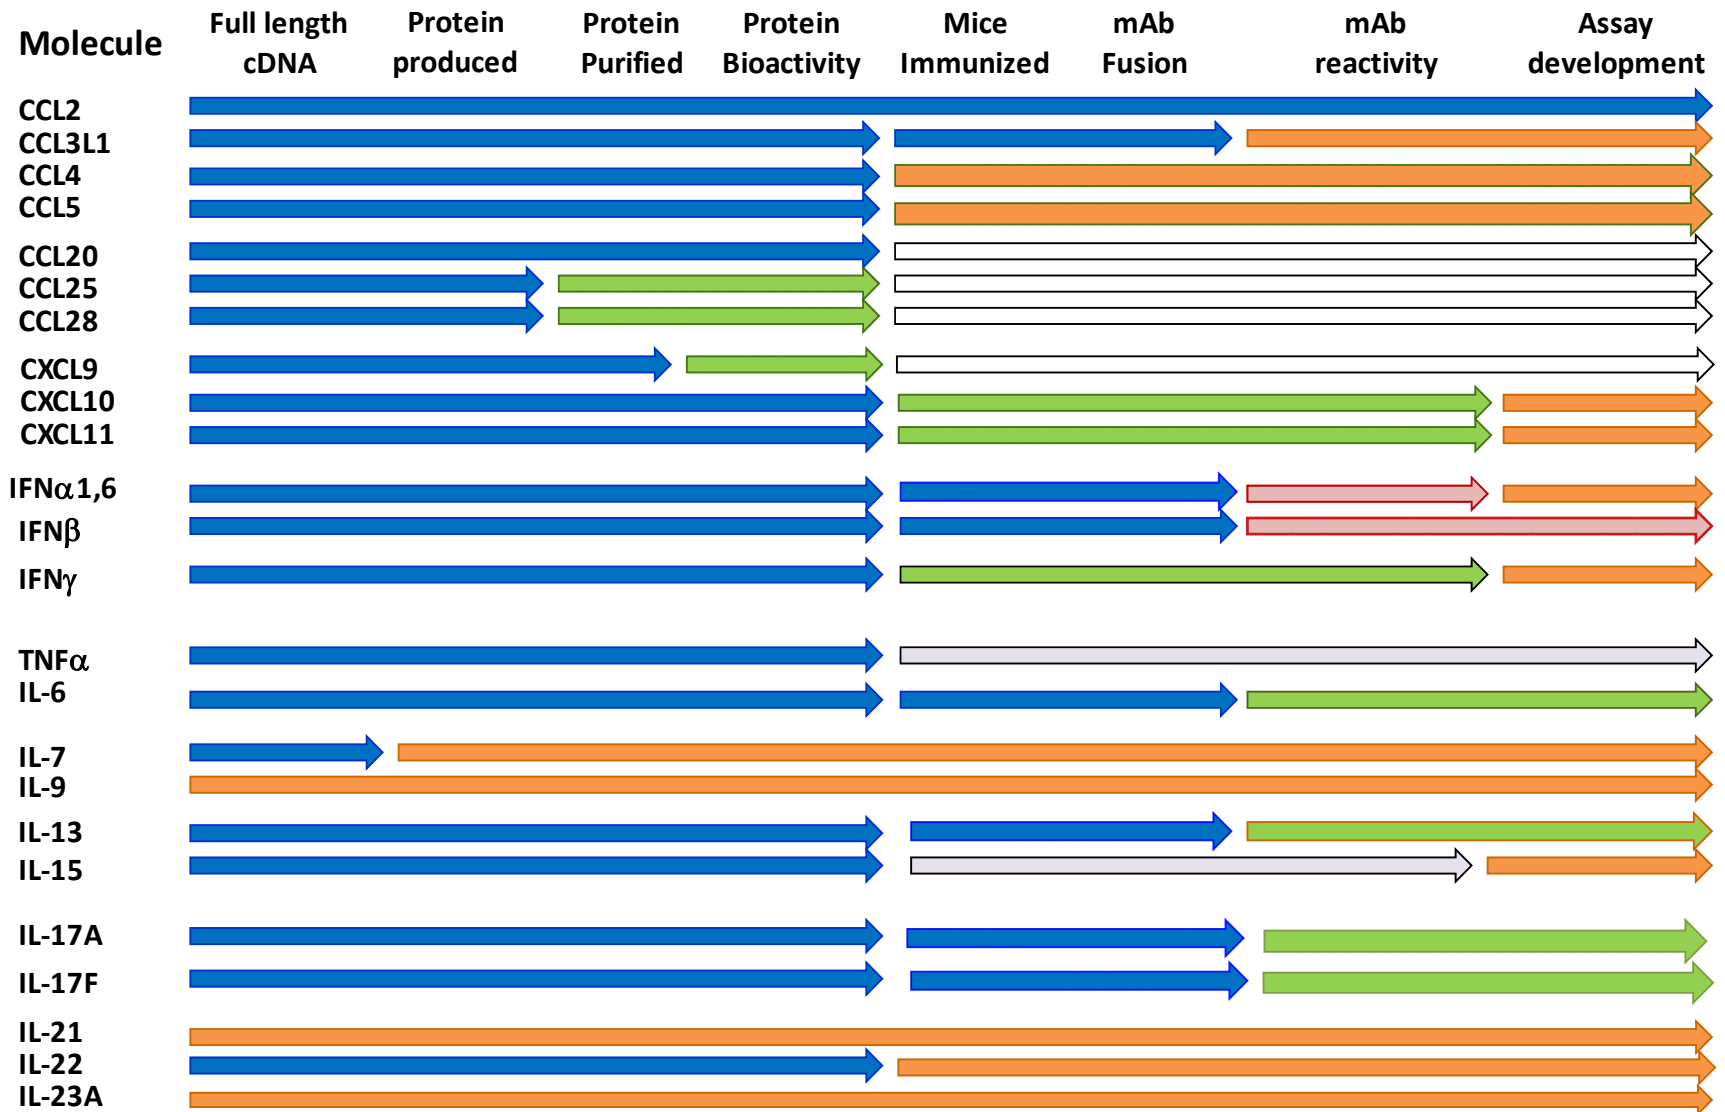 Molecule
Full length
cDNA
Protein
produced
Protein
Purified
Protein
Bioactivity
Mice
Immunized
mAb
Fusion
mAb
reactivity
Assay
development
CCL2
CCL3L1
CCL4
CCL5
CCL20
CCL25
CCL28
CXCL9
CXCL10
CXCL11
IFNα1,6
IFNβ
IFNγ
TNFα
IL-6
IL-7
IL-9
IL-13
IL-15
IL-17A
IL-17F
IL-21
IL-22
IL-23A